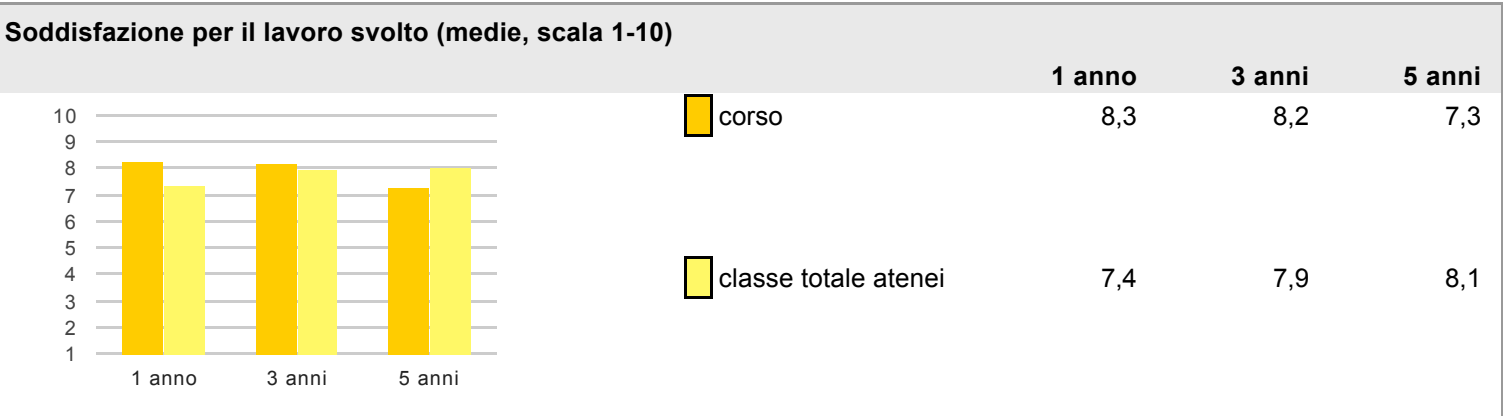 Soddisfazione per il lavoro svolto (medie, scala 1-10)
1 anno 3 anni 5 anni
corso 8,3 8,2 7,3
classe totale atenei 7,4 7,9 8,1
10
9
8
7
6
5
4
3
2
1
1 anno 3 anni 5 anni